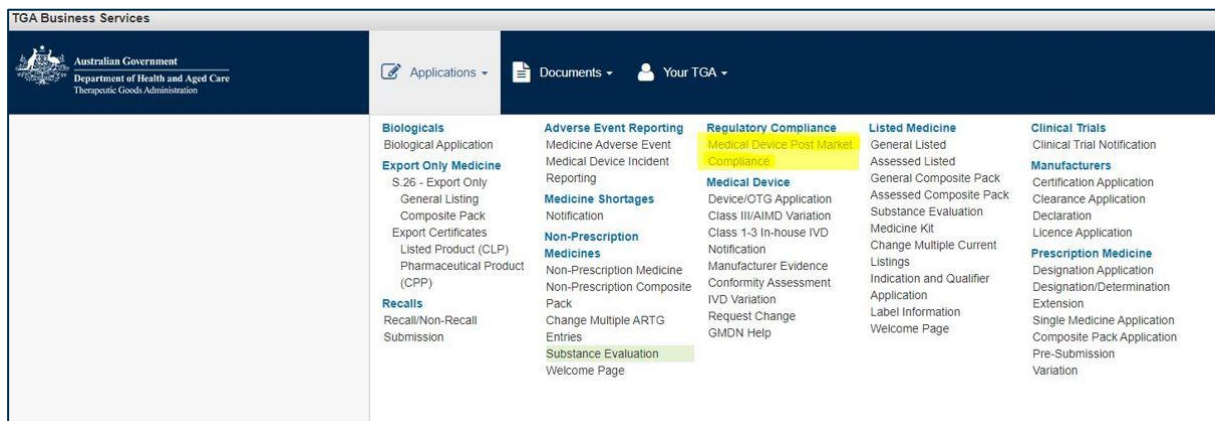 TGA Business Services
Australian Government
Department of Health and Aged Care
Therapeutic Goods Administration
Applications
Documents
Your TGA
Biologicals
Biological Application
Export Only Medicine
S.26 - Export Only
General Listing
Composite Pack
Export Certificates
Listed Product (CLP)
Pharmaceutical Product
(CPP)
Recalls
Recall/Non-Recall
Submission
Adverse Event Reporting
Medicine Adverse Event
Medical Device Incident
Reporting
Medicine Shortages
Notification
Non-Prescription
Medicines
Non-Prescription Medicine
Non-Prescription Composite
Pack
Change Multiple ARTG
Entries
Substance Evaluation
Welcome Page
Regulatory Compliance
Medical Device Post Market
Compliance
Medical Device
Device/OTG Application
Class III/AIMD Variation
Class 1-3 In-house IVD
Notification
Manufacturer Evidence
Conformity Assessment
IVD Variation
Request Change
GMDN Help
Listed Medicine
General Listed
Assessed Listed
General Composite Pack
Assessed Composite Pack
Substance Evaluation
Medicine Kit
Change Multiple Current
Listings
Indication and Qualifier
Application
Label Information
Welcome Page
Clinical Trials
Clinical Trial Notification
Manufacturers
Certification Application
Clearance Application
Declaration
Licence Application
Prescription Medicine
Designation Application
Designation/Determination
Extension
Single Medicine Application
Composite Pack Application
Pre-Submission
Variation